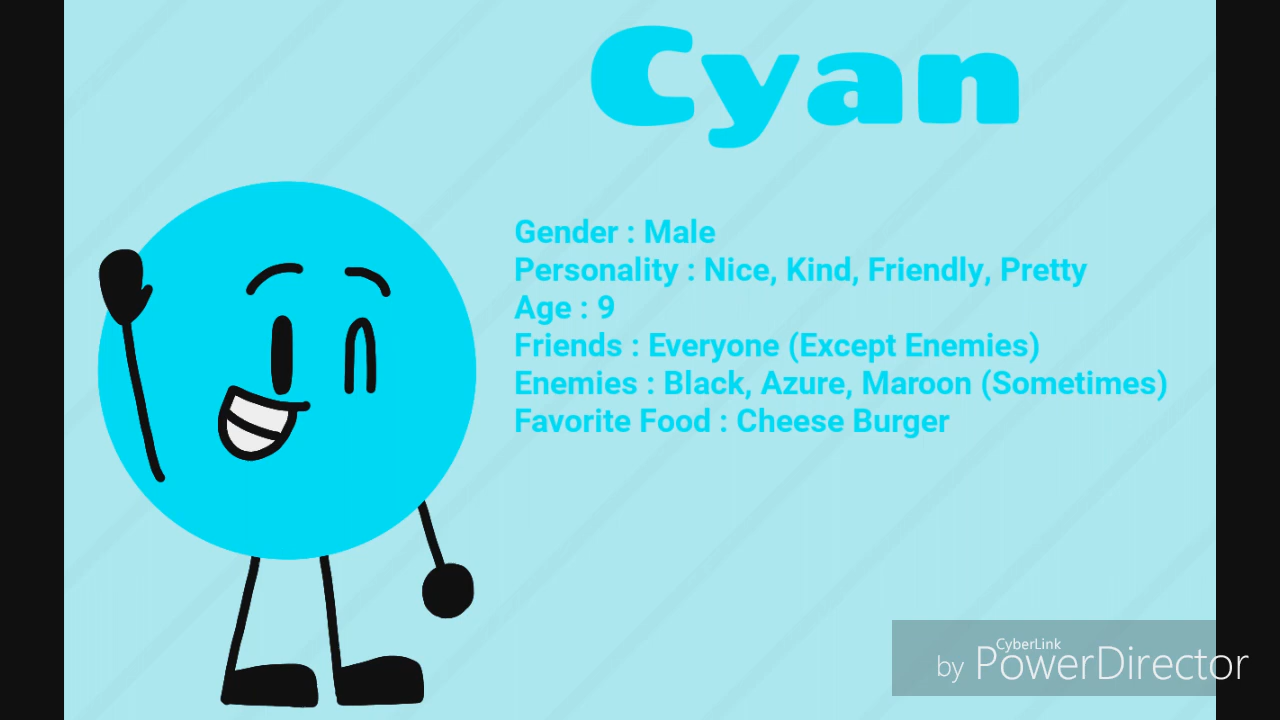 Cyan
Gender : Male
Personality : Nice, Kind, Friendly, Pretty
Age : 9
Friends : Everyone (Except Enemies)
Enemies : Black, Azure, Maroon (Sometimes)
Favorite Food : Cheese Burger
CyberLink
by PowerDirector